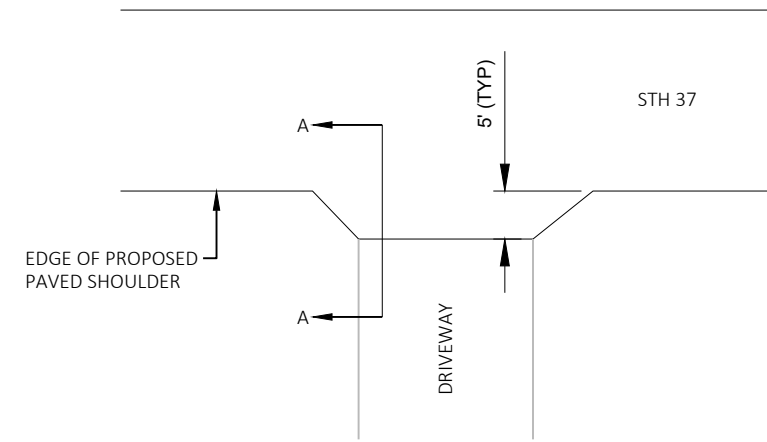 5' (TYP)
STH 37
A
EDGE OF PROPOSED
PAVED SHOULDER
A
DRIVEWAY